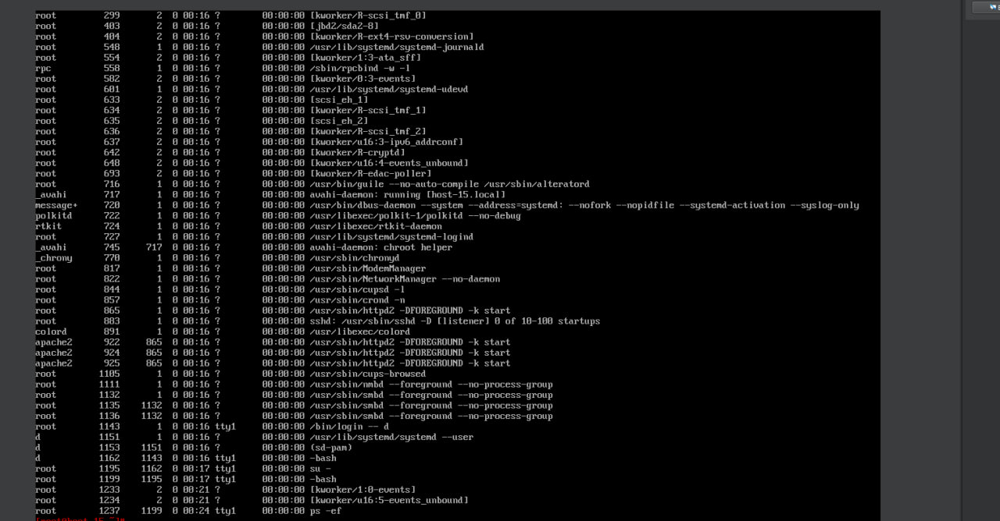 root 299 2 0 00:16 ? 00:00:00 [kworker/R-scsi_tmf_0]
root 403 2 0 00:16 ? 00:00:00 [jbd2/sda2-8]
root 404 2 0 00:16 ? 00:00:00 [kworker/R-ext4-rsv-conversion]
root 548 1 0 00:16 ? 00:00:00 /usr/lib/systemd/systemd-journald
root 554 2 0 00:16 ? 00:00:00 [kworker/1:3-ata_sff]
rpc 558 1 0 00:16 ? 00:00:00 /sbin/rpcbind -w -l
root 582 2 0 00:16 ? 00:00:00 [kworker/0:3-events]
root 601 1 0 00:16 ? 00:00:00 /usr/lib/systemd/systemd-udevd
root 633 2 0 00:16 ? 00:00:00 [scsi_eh_1]
root 634 2 0 00:16 ? 00:00:00 [kworker/R-scsi_tmf_1]
root 635 2 0 00:16 ? 00:00:00 [scsi_eh_2]
root 636 2 0 00:16 ? 00:00:00 [kworker/R-scsi_tmf_2]
root 637 2 0 00:16 ? 00:00:00 [kworker/u16:3-ipv6_addrconf]
root 642 2 0 00:16 ? 00:00:00 [kworker/R-cryptd]
root 648 2 0 00:16 ? 00:00:00 [kworker/u16:4-events_unbound]
root 693 2 0 00:16 ? 00:00:00 [kworker/R-edac-poller]
root 716 1 0 00:16 ? 00:00:00 /usr/bin/guile --no-auto-compile /usr/sbin/alteratord
_avahi 717 1 0 00:16 ? 00:00:00 avahi-daemon: running [host-15.local]
message+ 720 1 0 00:16 ? 00:00:00 /usr/bin/dbus-daemon --system --address=systemd: --nofork --nopidfile --systemd-activation --syslog-only
polkitd 722 1 0 00:16 ? 00:00:00 /usr/libexec/polkit-1/polkitd --no-debug
rtkit 724 1 0 00:16 ? 00:00:00 /usr/libexec/rtkit-daemon
root 727 1 0 00:16 ? 00:00:00 /usr/lib/systemd/systemd-logind
_avahi 745 717 0 00:16 ? 00:00:00 avahi-daemon: chroot helper
_chrony 770 1 0 00:16 ? 00:00:00 /usr/sbin/chronyd
root 817 1 0 00:16 ? 00:00:00 /usr/sbin/ModemManager
root 822 1 0 00:16 ? 00:00:00 /usr/sbin/NetworkManager --no-daemon
root 844 1 0 00:16 ? 00:00:00 /usr/sbin/cupsd -l
root 857 1 0 00:16 ? 00:00:00 /usr/sbin/crond -n
root 865 1 0 00:16 ? 00:00:00 /usr/sbin/httpd2 -DFOREGROUND -k start
root 883 1 0 00:16 ? 00:00:00 sshd: /usr/sbin/sshd -D [listener] 0 of 10-100 startups
colord 891 1 0 00:16 ? 00:00:00 /usr/libexec/colord
apache2 922 865 0 00:16 ? 00:00:00 /usr/sbin/httpd2 -DFOREGROUND -k start
apache2 924 865 0 00:16 ? 00:00:00 /usr/sbin/httpd2 -DFOREGROUND -k start
apache2 925 865 0 00:16 ? 00:00:00 /usr/sbin/httpd2 -DFOREGROUND -k start
root 1105 1 0 00:16 ? 00:00:00 /usr/sbin/cups-browsed
root 1111 1 0 00:16 ? 00:00:00 /usr/sbin/nmbd --foreground --no-process-group
root 1132 1 0 00:16 ? 00:00:00 /usr/sbin/smbd --foreground --no-process-group
root 1135 1132 0 00:16 ? 00:00:00 /usr/sbin/smbd --foreground --no-process-group
root 1136 1132 0 00:16 ? 00:00:00 /usr/sbin/smbd --foreground --no-process-group
root 1143 1 0 00:16 tty1 00:00:00 /bin/login -- d
d 1151 1 0 00:16 ? 00:00:00 /usr/lib/systemd/systemd --user
d 1153 1151 0 00:16 ? 00:00:00 (sd-pam)
d 1162 1143 0 00:16 tty1 00:00:00 -bash
root 1195 1162 0 00:17 tty1 00:00:00 su -
root 1199 1195 0 00:17 tty1 00:00:00 -bash
root 1233 2 0 00:21 ? 00:00:00 [kworker/1:0-events]
root 1234 2 0 00:21 ? 00:00:00 [kworker/u16:5-events_unbound]
root 1237 1199 0 00:24 tty1 00:00:00 ps -ef
[root@host-15 ~]#